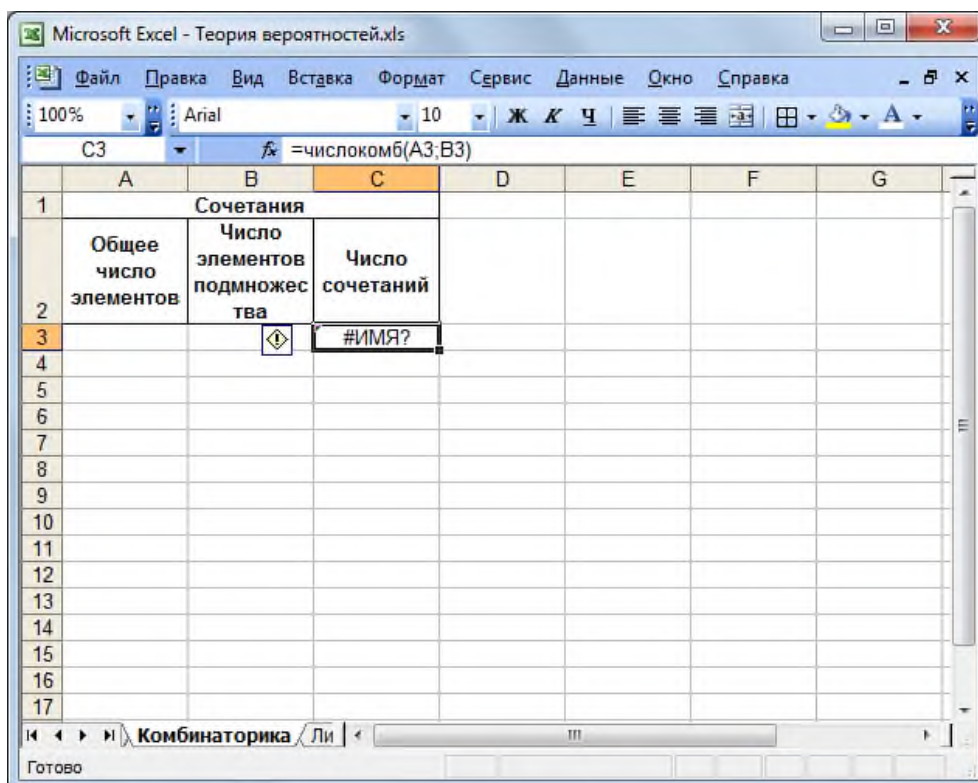 Microsoft Excel - Теория вероятностей.xls
Файл Правка Вид Вставка Формат Сервис Данные Окно Справка
100% Arial 10 Ж К Ч
C3 fx =числокомб(A3;B3)
A B C D E F G
1 Сочетания
2 Общее число элементов Число элементов подмножества Число сочетаний
3 #ИМЯ?
4
5
6
7
8
9
10
11
12
13
14
15
16
17
Комбинаторика Ли
Готово